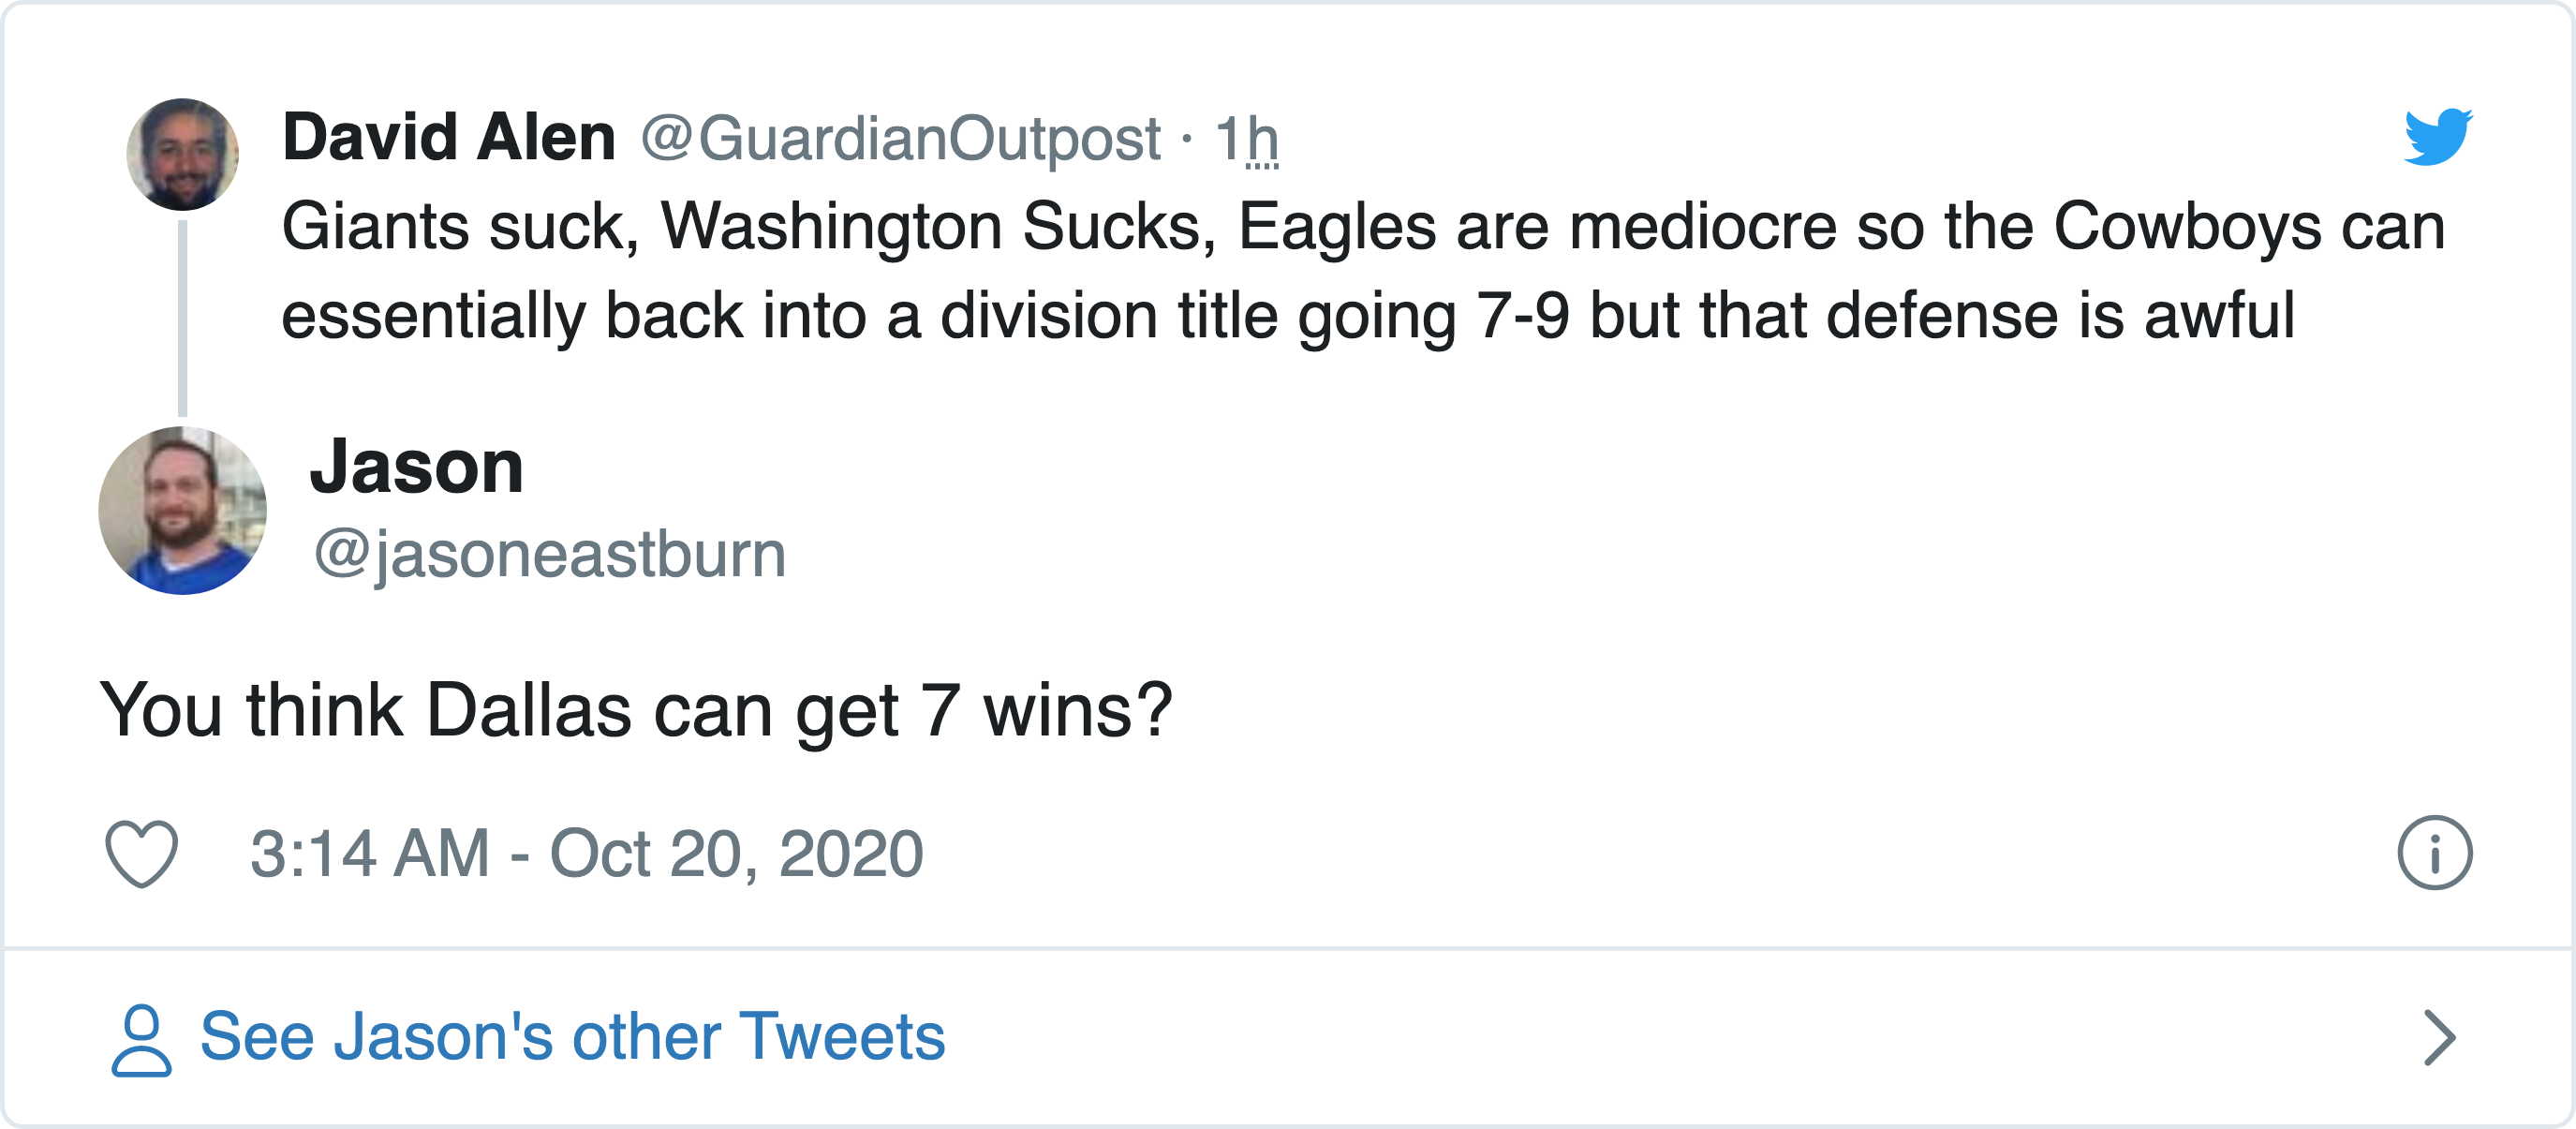 David Alen @GuardianOutpost · 1h
Giants suck, Washington Sucks, Eagles are mediocre so the Cowboys can
essentially back into a division title going 7-9 but that defense is awful
Jason
@jasoneastburn
You think Dallas can get 7 wins?
3:14 AM - Oct 20, 2020
See Jason's other Tweets